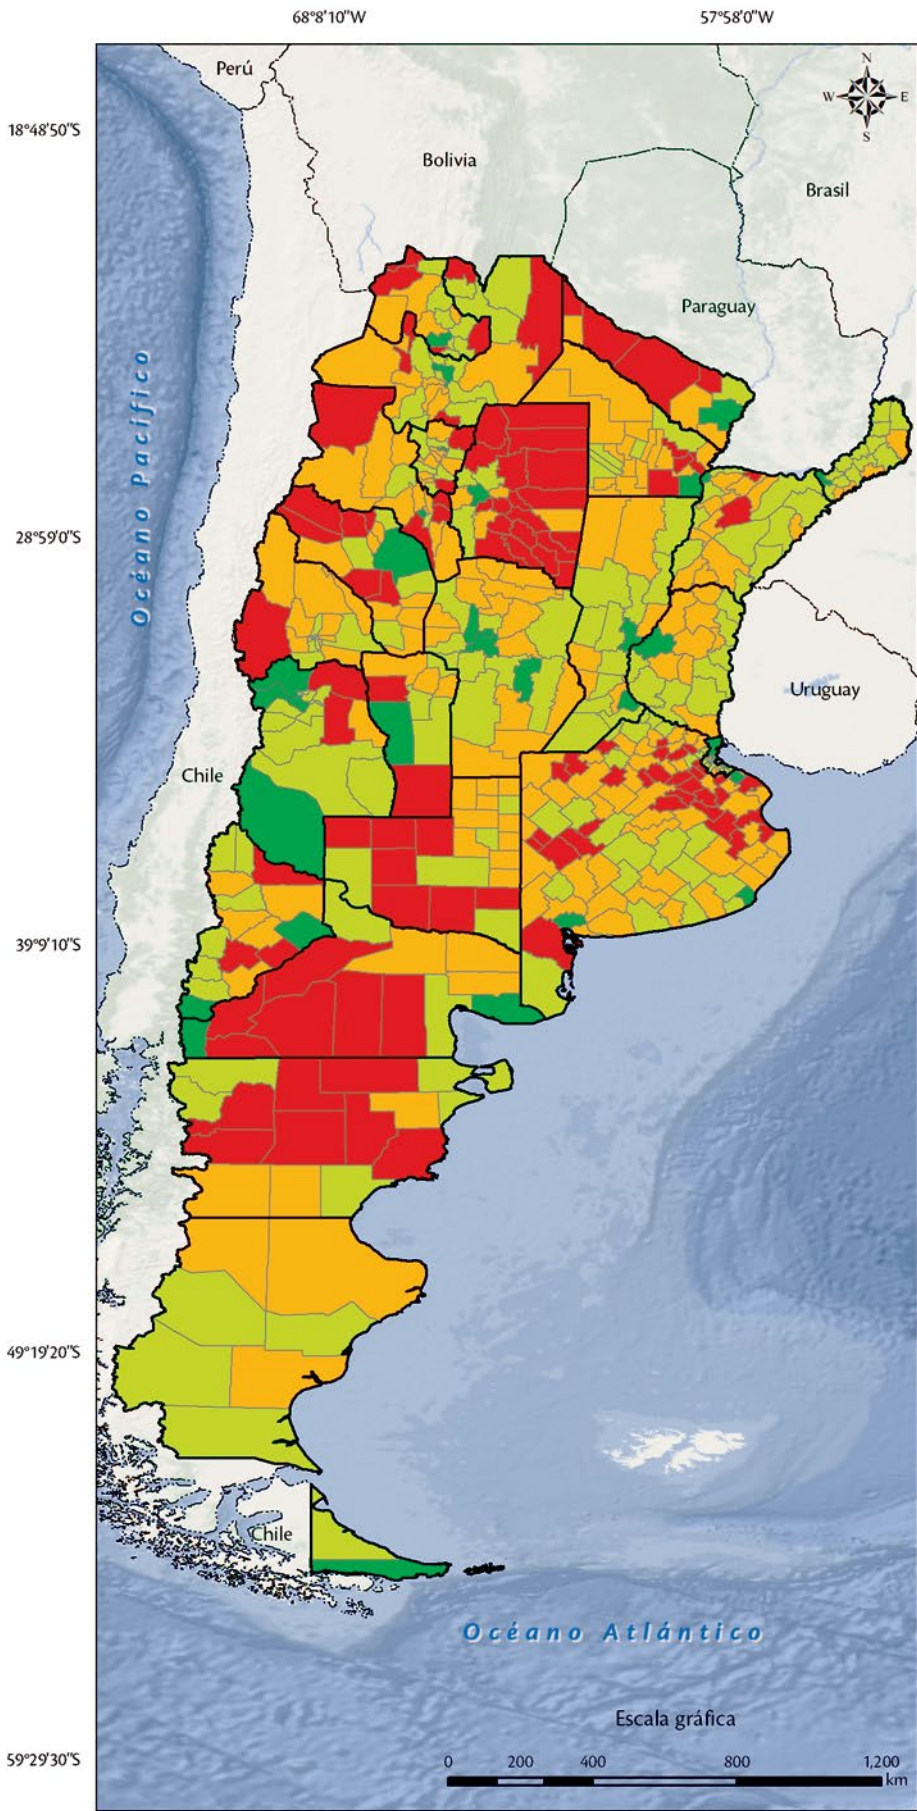 68°8'10"W
57°58'0"W
Perú
N
W
E
S
18°48'50"S
Bolivia
Brasil
Paraguay
Océano Pacífico
28°59'0"S
Uruguay
Chile
39°9'10"S
49°19'20"S
Chile
Océano Atlántico
Escala gráfica
59°29'30"S
0 200 400 800 1,200
km